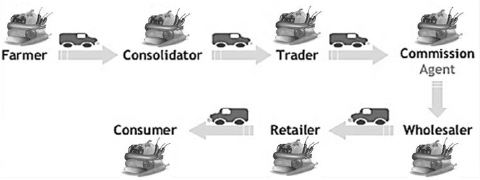 Farmer
Consolidator
Trader
Commission
Agent
Wholesaler
Retailer
Consumer